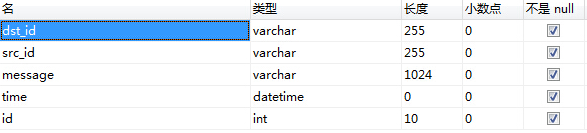 名 类型 长度 小数点 不是 null
dst_id varchar 255 0
src_id varchar 255 0
message varchar 1024 0
time datetime 0 0
id int 10 0